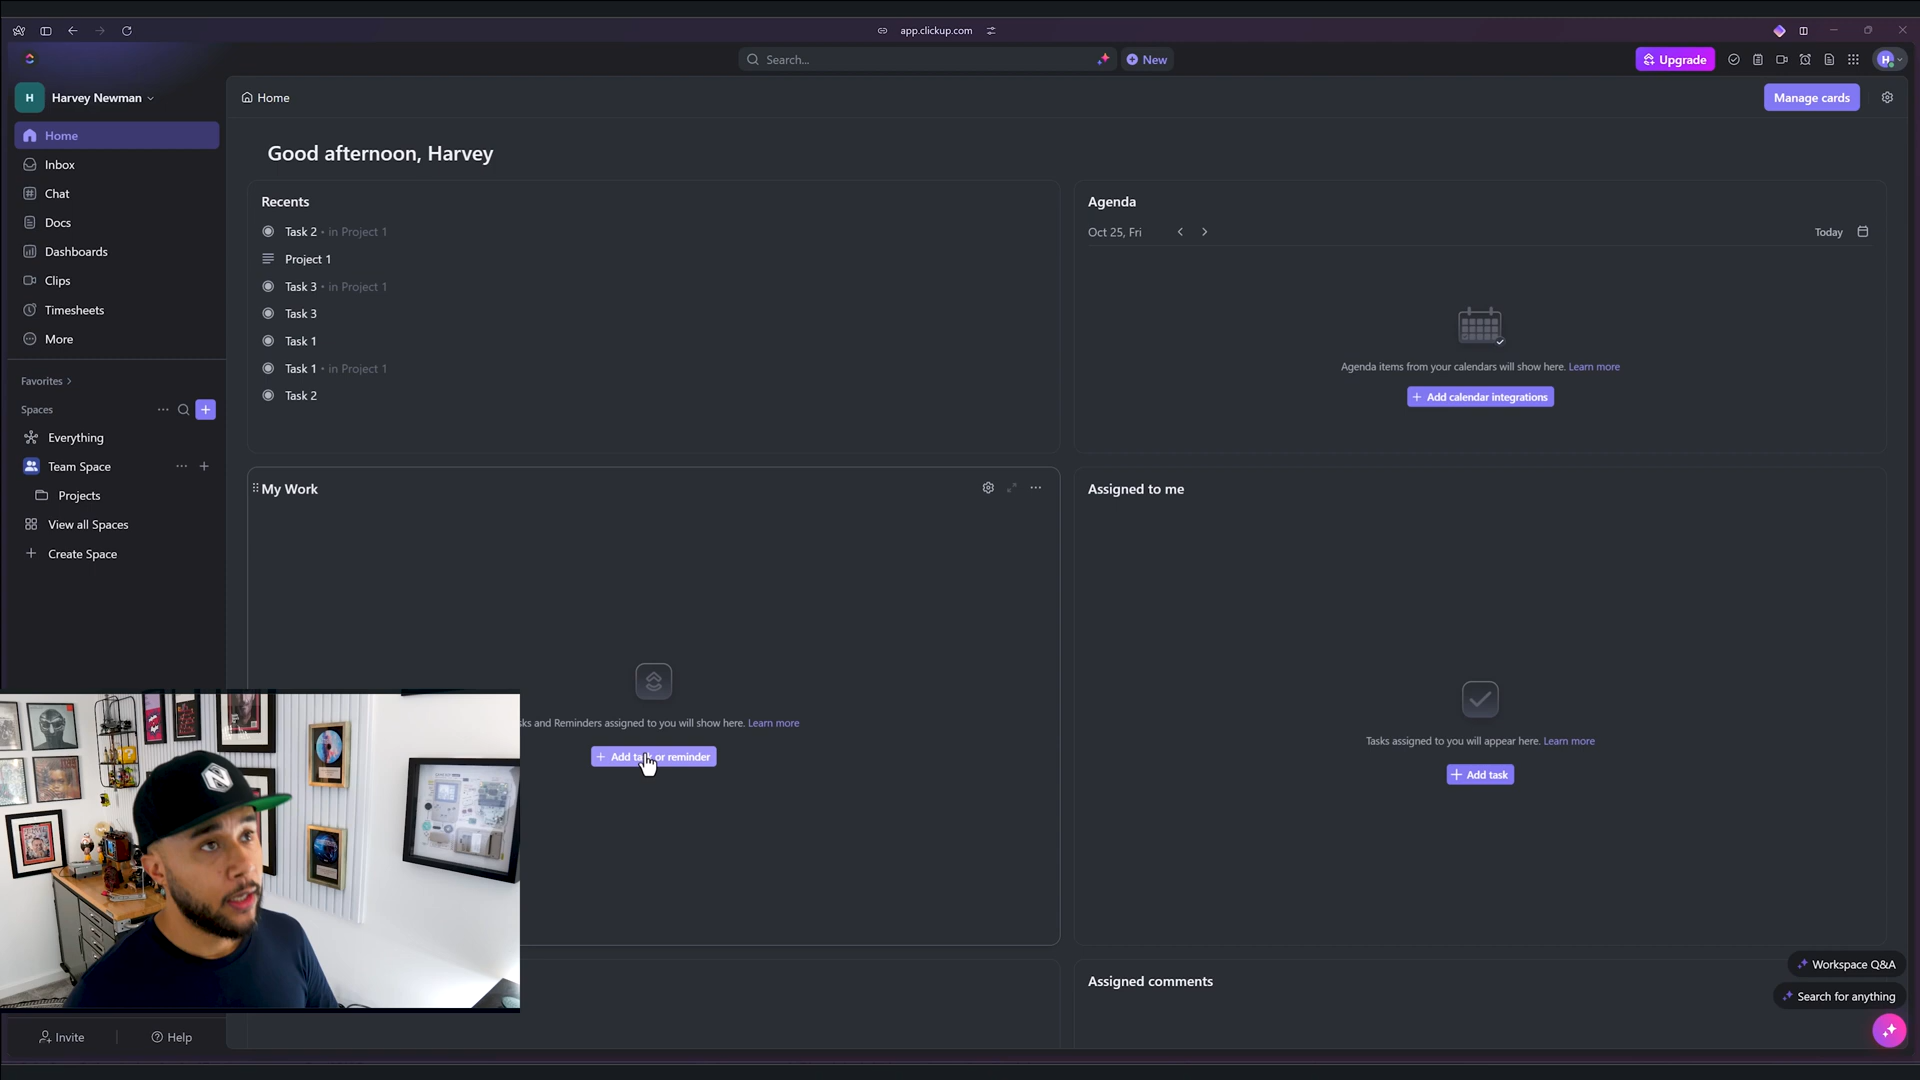 app.clickup.com
Search...
New
Upgrade
H
H
Harvey Newman
Home
Inbox
Chat
Docs
Dashboards
Clips
Timesheets
More
Favorites
Spaces
Everything
Team Space
Projects
View all Spaces
Create Space
Invite
Help
Home
Manage cards
Good afternoon, Harvey
Recents
Task 2 • in Project 1
Project 1
Task 3 • in Project 1
Task 3
Task 1
Task 1 • in Project 1
Task 2
Agenda
Oct 25, Fri
Today
Agenda items from your calendars will show here. Learn more
+ Add calendar integrations
My Work
and Reminders assigned to you will show here. Learn more
+ Add task or reminder
Assigned to me
Tasks assigned to you will appear here. Learn more
+ Add task
Assigned comments
Workspace Q&A
Search for anything